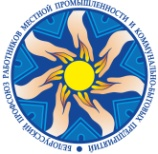 БЕЛОРУССКИЙ ПРОФСОЮЗ РАБОТНИКОВ МЕСТНОЙ ПРОМЫШЛЕННОСТИ И КОММУНАЛЬНО-БЫТОВЫХ ПРЕДПРИЯТИЙ